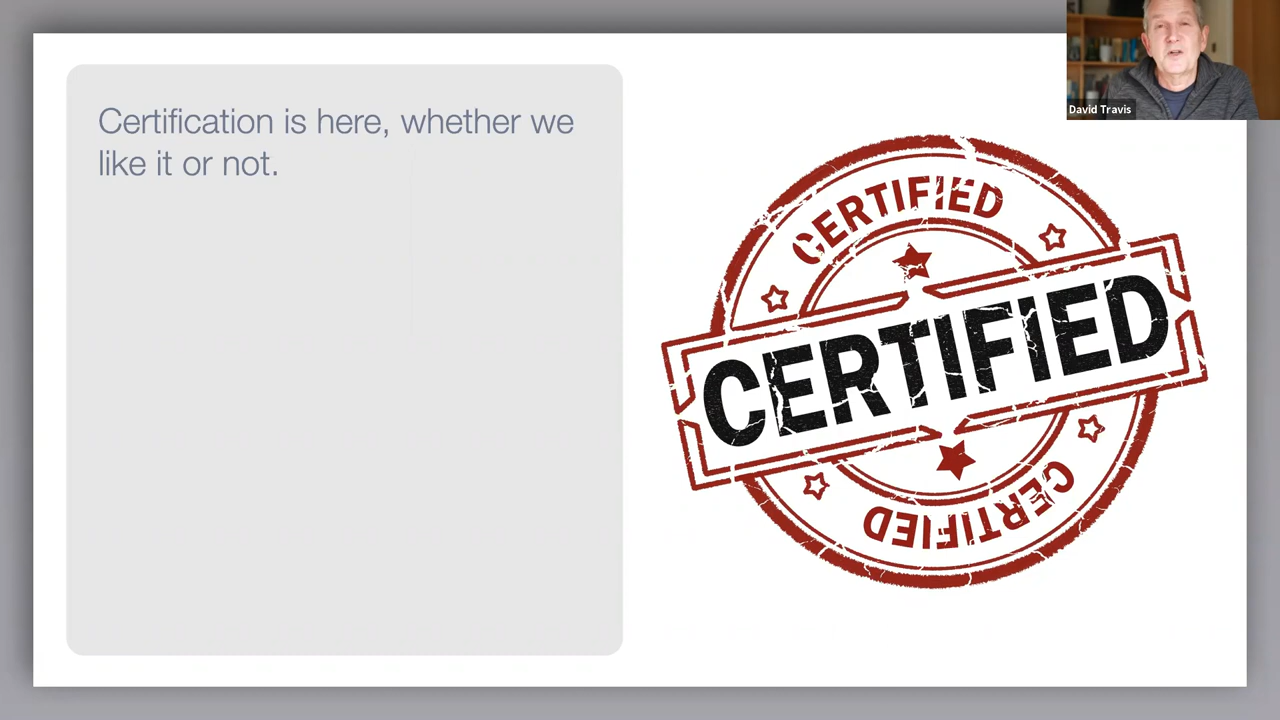 Certification is here, whether we
like it or not.
David Travis
CERTIFIED
CERTIFIED
CERTIFIED